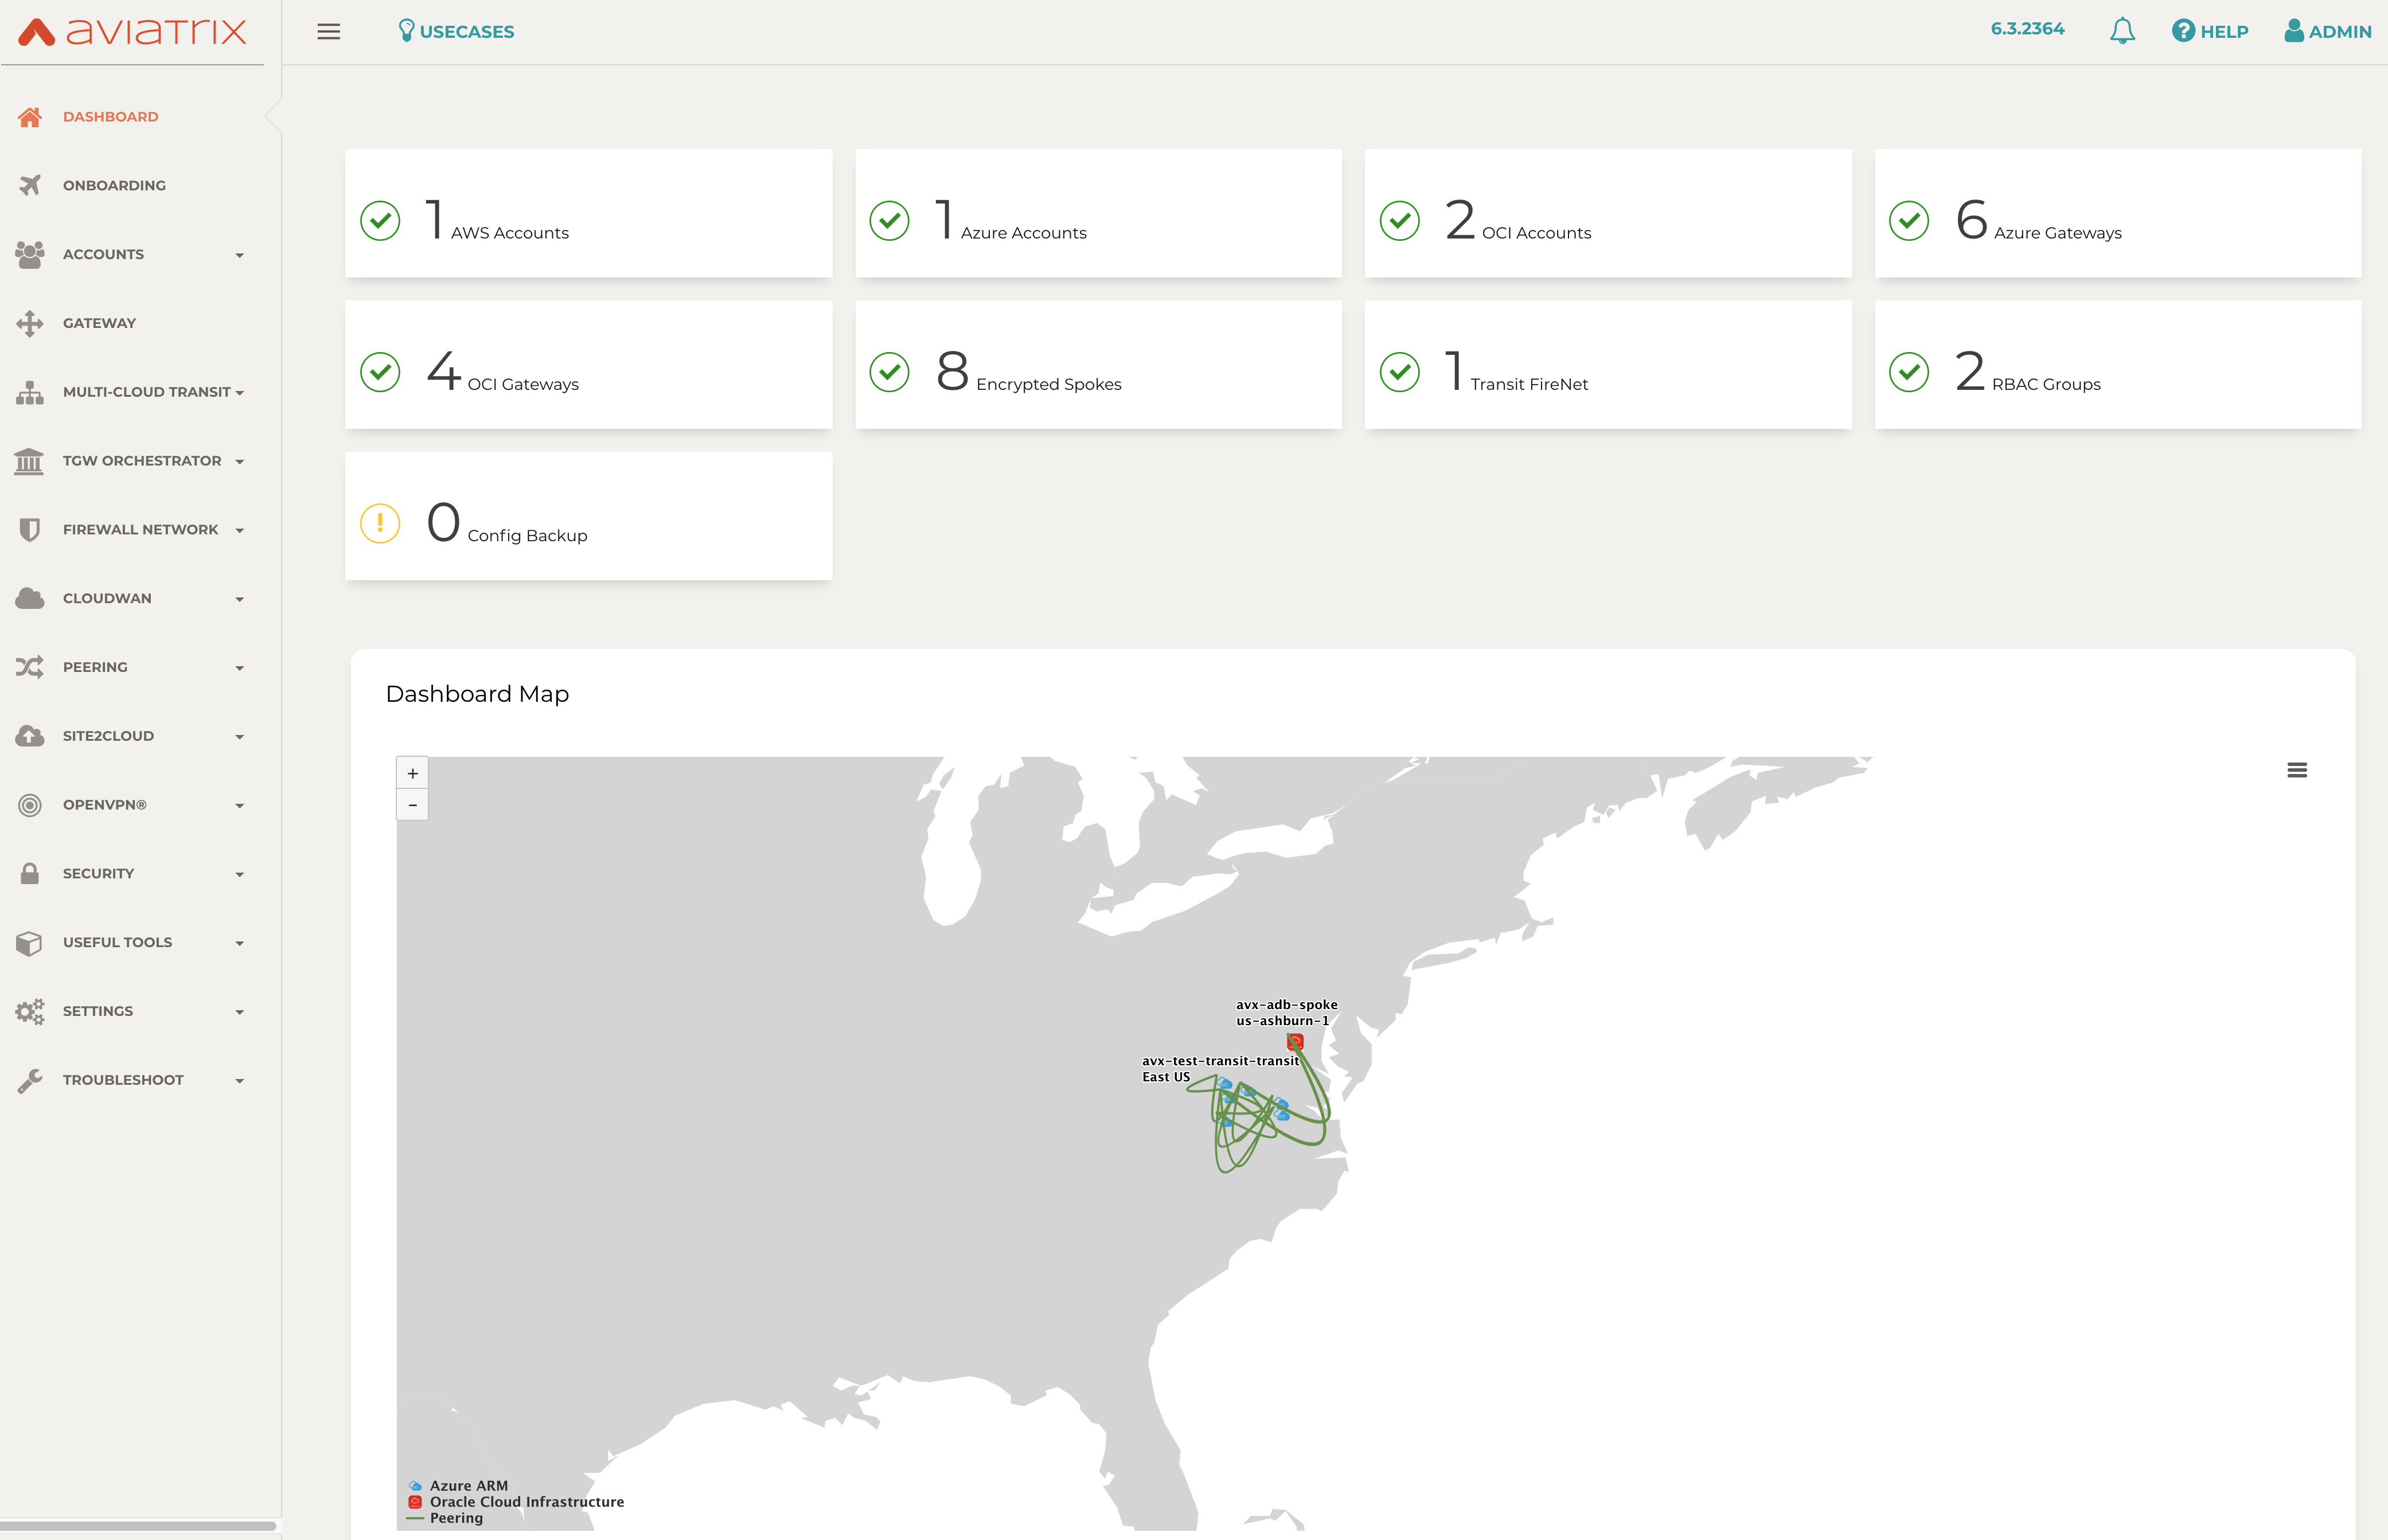 aviatrix
USECASES
6.3.2364
HELP
ADMIN
DASHBOARD
ONBOARDING
ACCOUNTS
GATEWAY
MULTI-CLOUD TRANSIT
TGW ORCHESTRATOR
FIREWALL NETWORK
CLOUDWAN
PEERING
SITE2CLOUD
OPENVPN®
SECURITY
USEFUL TOOLS
SETTINGS
TROUBLESHOOT
1 AWS Accounts
1 Azure Accounts
2 OCI Accounts
6 Azure Gateways
4 OCI Gateways
8 Encrypted Spokes
1 Transit FireNet
2 RBAC Groups
0 Config Backup
Dashboard Map
+
-
avx-adb-spoke
us-ashburn-1
avx-test-transit-transit
East US
Azure ARM
Oracle Cloud Infrastructure
Peering